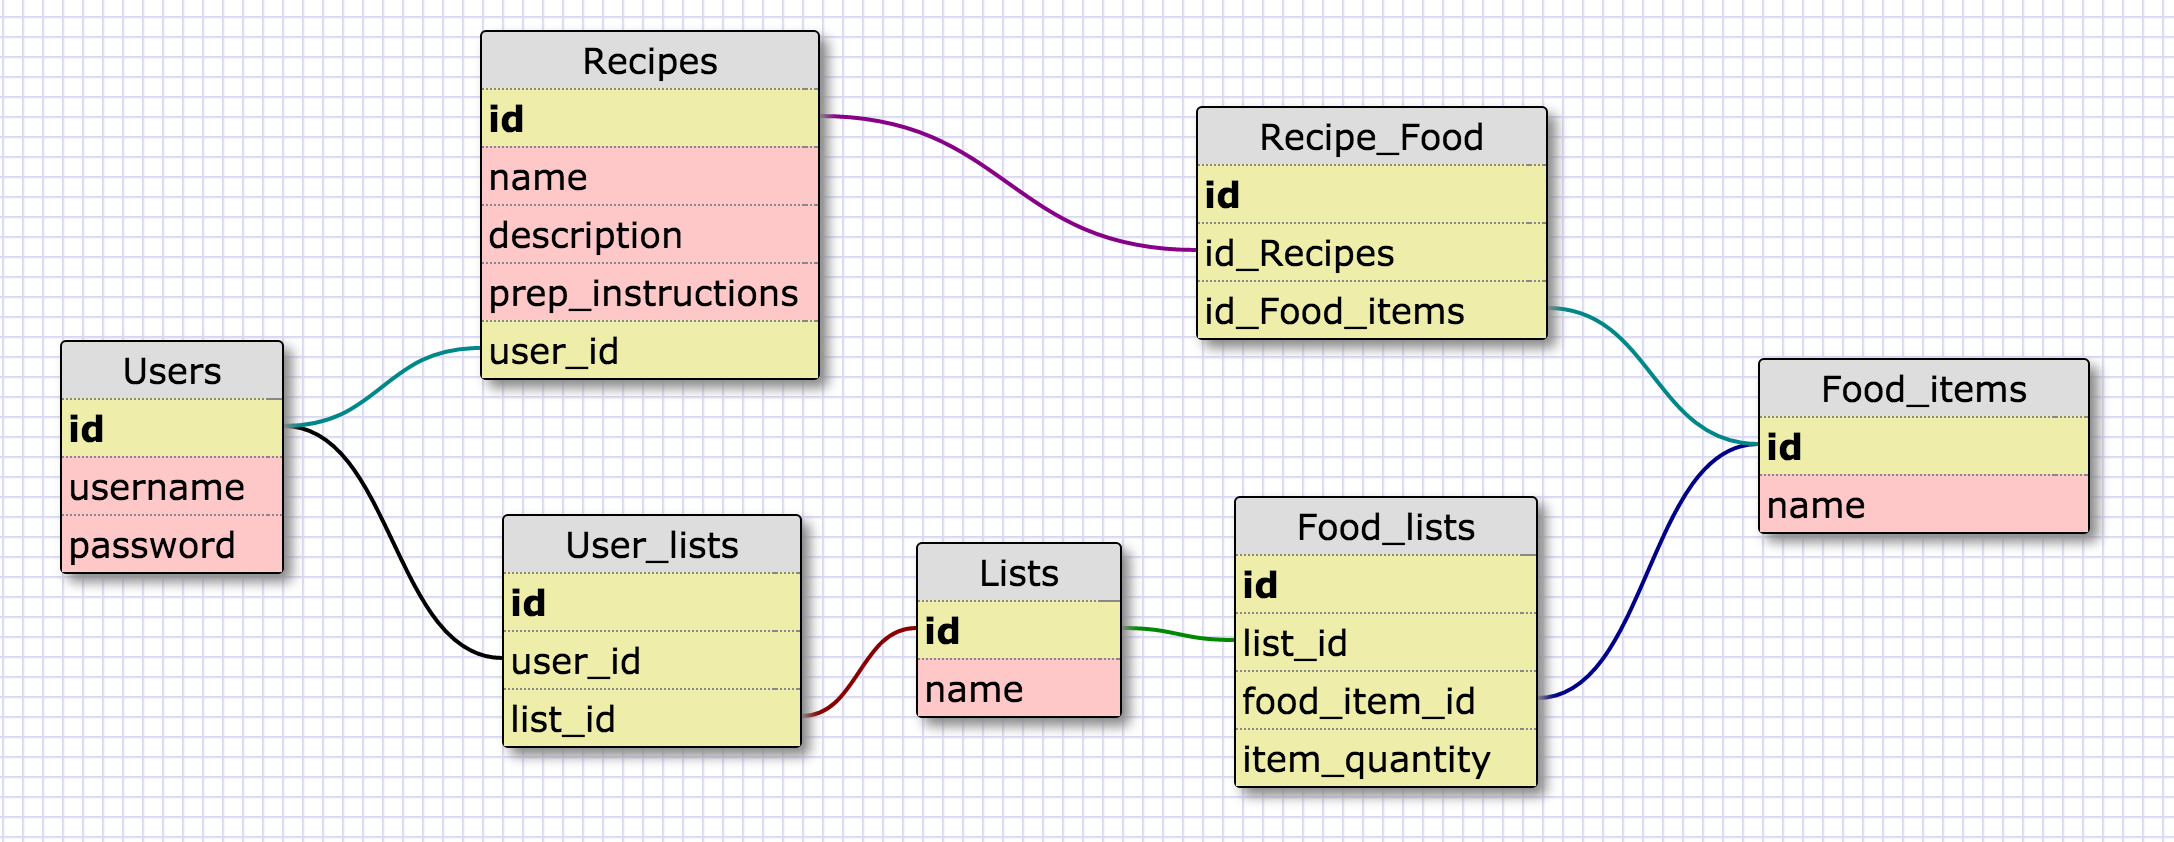 Recipes
id
name
description
prep_instructions
user_id
Recipe_Food
id
id_Recipes
id_Food_items
Users
id
username
password
Food_items
id
name
User_lists
id
user_id
list_id
Lists
id
name
Food_lists
id
list_id
food_item_id
item_quantity